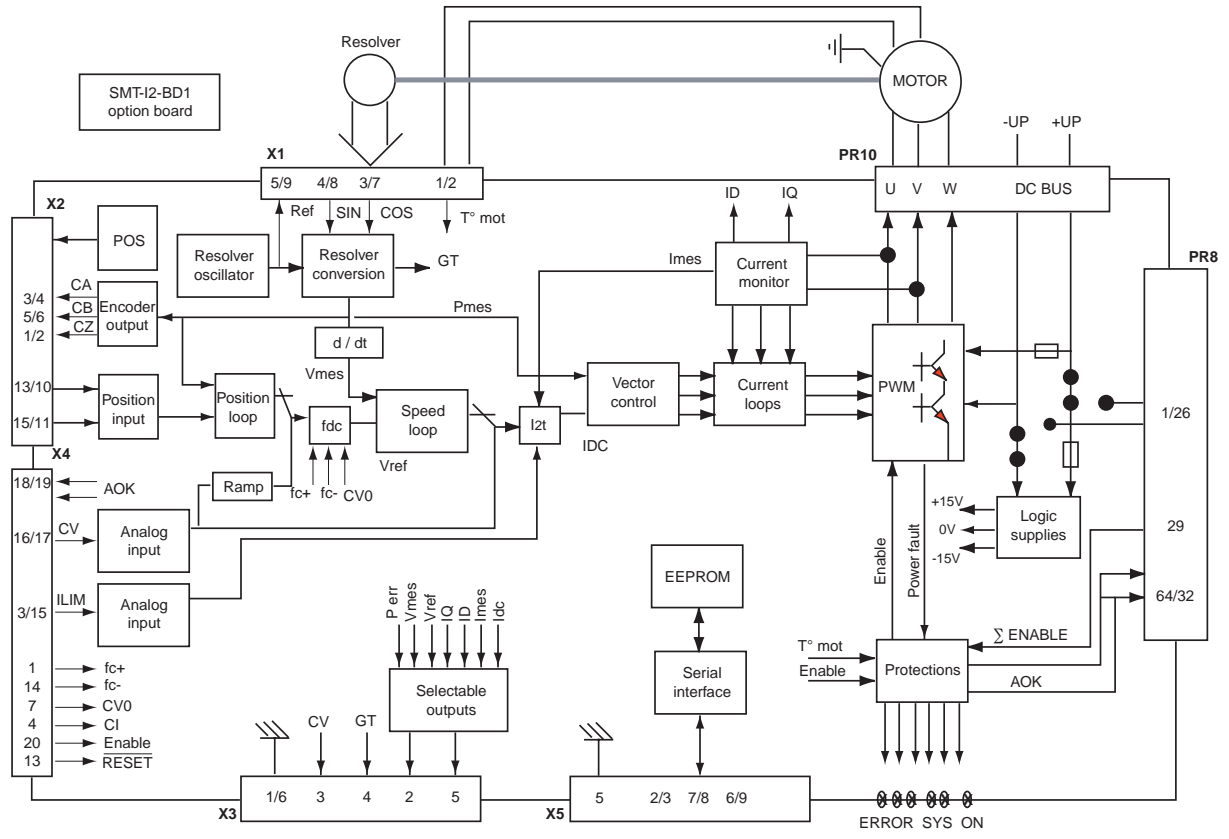 Resolver
MOTOR
SMT-I2-BD1
option board
-UP
+UP
X1
PR10
5/9
4/8
3/7
1/2
U
V
W
DC BUS
X2
Ref
SIN
COS
T° mot
ID
IQ
POS
Resolver
oscillator
Resolver
conversion
GT
Imes
Current
monitor
PR8
3/4
5/6
1/2
CA
CB
CZ
Encoder
output
Pmes
d / dt
Vmes
13/10
15/11
Position
input
Position
loop
fdc
Speed
loop
I2t
IDC
Vector
control
Current
loops
PWM
1/26
X4
Vref
18/19
AOK
Ramp
fc+
fc-
CV0
16/17
CV
Analog
input
+15V
0V
-15V
Logic
supplies
29
3/15
ILIM
Analog
input
P err
Vmes
Vref
IQ
ID
Imes
Idc
EEPROM
Enable
Power fault
64/32
∑ ENABLE
1
fc+
14
fc-
7
CV0
4
CI
20
Enable
13
RESET
Selectable
outputs
Serial
interface
T° mot
Enable
Protections
AOK
CV
GT
X3
1/6
3
4
2
5
X5
5
2/3
7/8
6/9
ERROR
SYS
ON